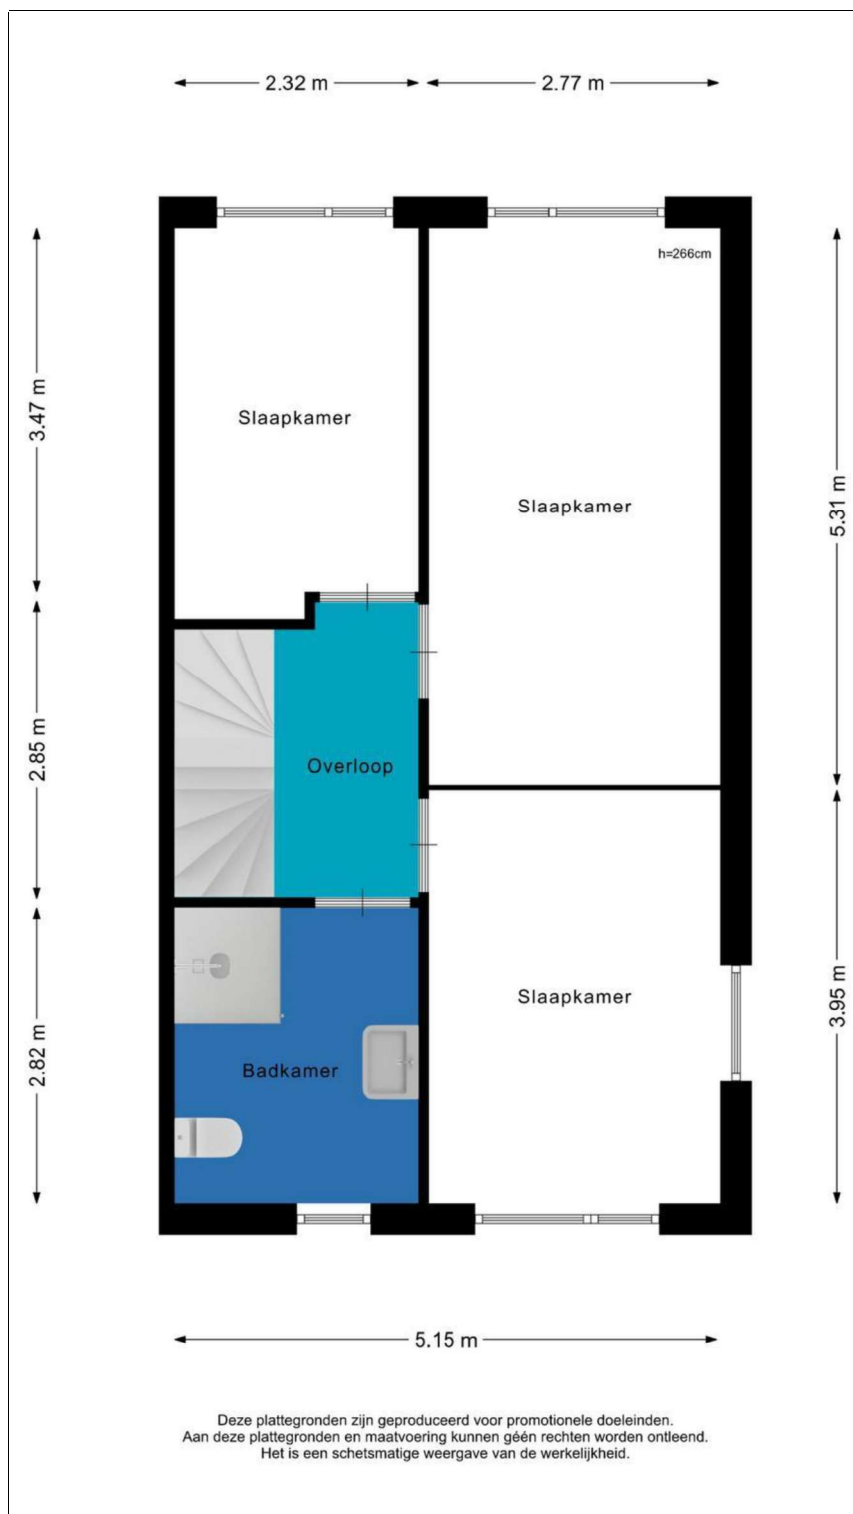 2.32 m
2.77 m
h=266cm
3.47 m
Slaapkamer
5.31 m
Slaapkamer
2.85 m
Overloop
3.95 m
Slaapkamer
2.82 m
Badkamer
5.15 m
Deze plattegronden zijn geproduceerd voor promotionele doeleinden.
Aan deze plattegronden en maatvoering kunnen géén rechten worden ontleend.
Het is een schetsmatige weergave van de werkelijkheid.